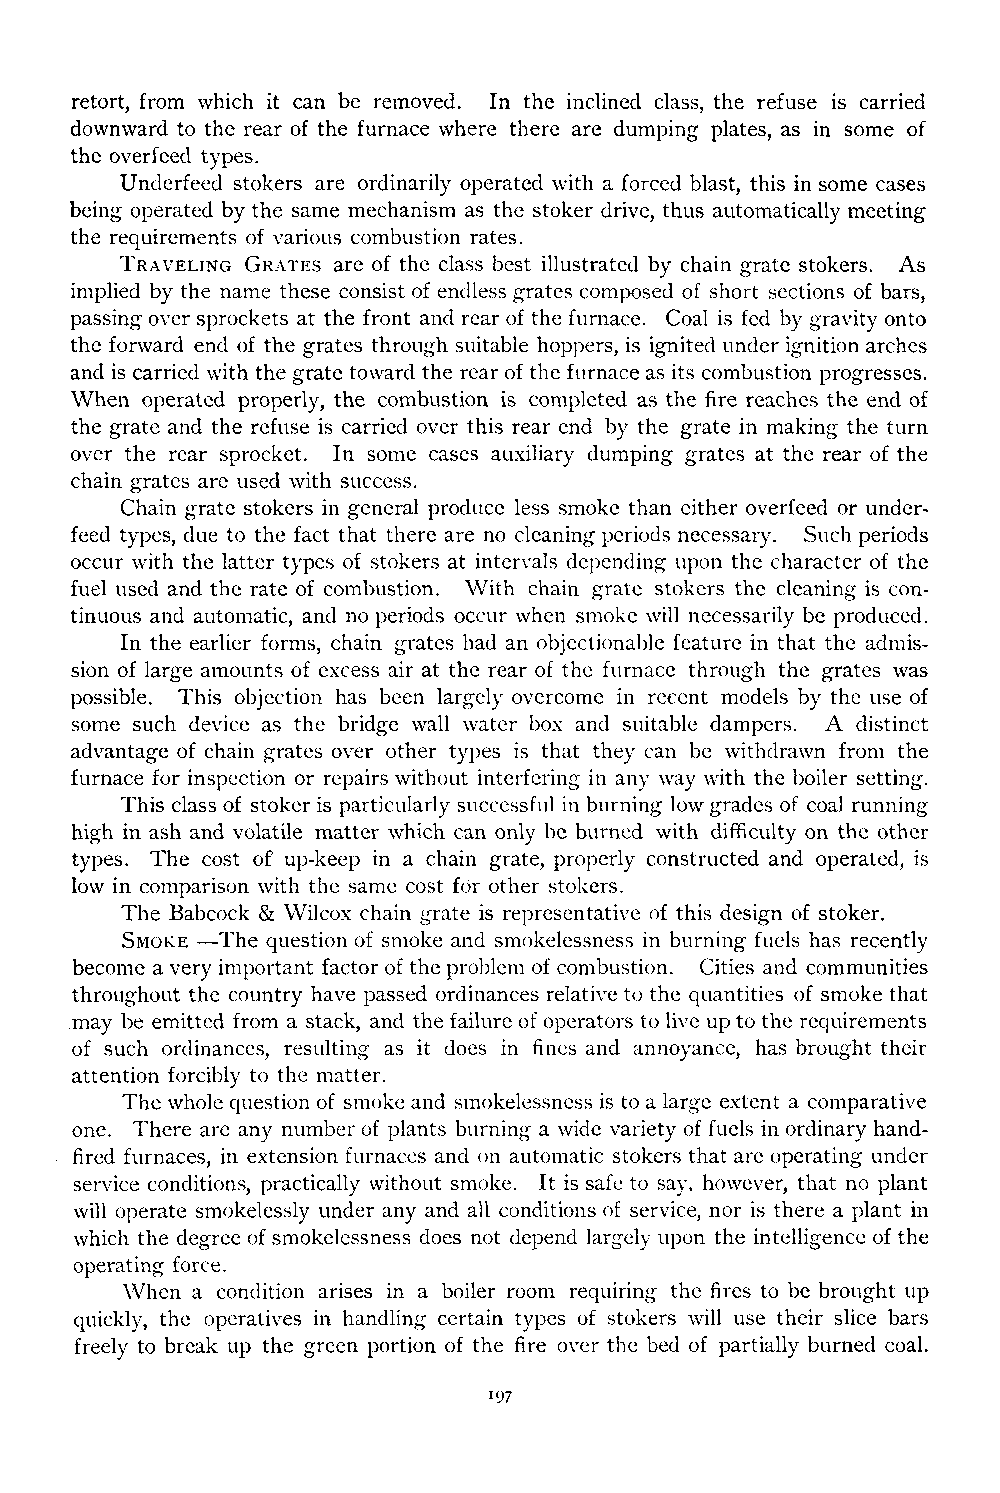 retort, from which it can be removed. In the inclined class, the refuse is carried
downward to the rear of the furnace where there are dumping plates, as in some of
the overfeed types.
Underfeed stokers are ordinarily operated with a forced blast, this in some cases
being operated by the same mechanism as the stoker drive, thus automatically meeting
the requirements of various combustion rates.
TRAVELING GRATES are of the class best illustrated by chain grate stokers. As
implied by the name these consist of endless grates composed of short sections of bars,
passing over sprockets at the front and rear of the furnace. Coal is fed by gravity onto
the forward end of the grates through suitable hoppers, is ignited under ignition arches
and is carried with the grate toward the rear of the furnace as its combustion progresses.
When operated properly, the combustion is completed as the fire reaches the end of
the grate and the refuse is carried over this rear end by the grate in making the turn
over the rear sprocket. In some cases auxiliary dumping grates at the rear of the
chain grates are used with success.
Chain grate stokers in general produce less smoke than either overfeed or under-
feed types, due to the fact that there are no cleaning periods necessary. Such periods
occur with the latter types of stokers at intervals depending upon the character of the
fuel used and the rate of combustion. With chain grate stokers the cleaning is con-
tinuous and automatic, and no periods occur when smoke will necessarily be produced.
In the earlier forms, chain grates had an objectionable feature in that the admis-
sion of large amounts of excess air at the rear of the furnace through the grates was
possible. This objection has been largely overcome in recent models by the use of
some such device as the bridge wall water box and suitable dampers. A distinct
advantage of chain grates over other types is that they can be withdrawn from the
furnace for inspection or repairs without interfering in any way with the boiler setting.
This class of stoker is particularly successful in burning low grades of coal running
high in ash and volatile matter which can only be burned with difficulty on the other
types. The cost of up-keep in a chain grate, properly constructed and operated, is
low in comparison with the same cost for other stokers.
The Babcock & Wilcox chain grate is representative of this design of stoker.
SMOKE —The question of smoke and smokelessness in burning fuels has recently
become a very important factor of the problem of combustion. Cities and communities
throughout the country have passed ordinances relative to the quantities of smoke that
may be emitted from a stack, and the failure of operators to live up to the requirements
of such ordinances, resulting as it does in fines and annoyance, has brought their
attention forcibly to the matter.
The whole question of smoke and smokelessness is to a large extent a comparative
one. There are any number of plants burning a wide variety of fuels in ordinary hand-
fired furnaces, in extension furnaces and on automatic stokers that are operating under
service conditions, practically without smoke. It is safe to say, however, that no plant
will operate smokelessly under any and all conditions of service, nor is there a plant in
which the degree of smokelessness does not depend largely upon the intelligence of the
operating force.
When a condition arises in a boiler room requiring the fires to be brought up
quickly, the operatives in handling certain types of stokers will use their slice bars
freely to break up the green portion of the fire over the bed of partially burned coal.
197